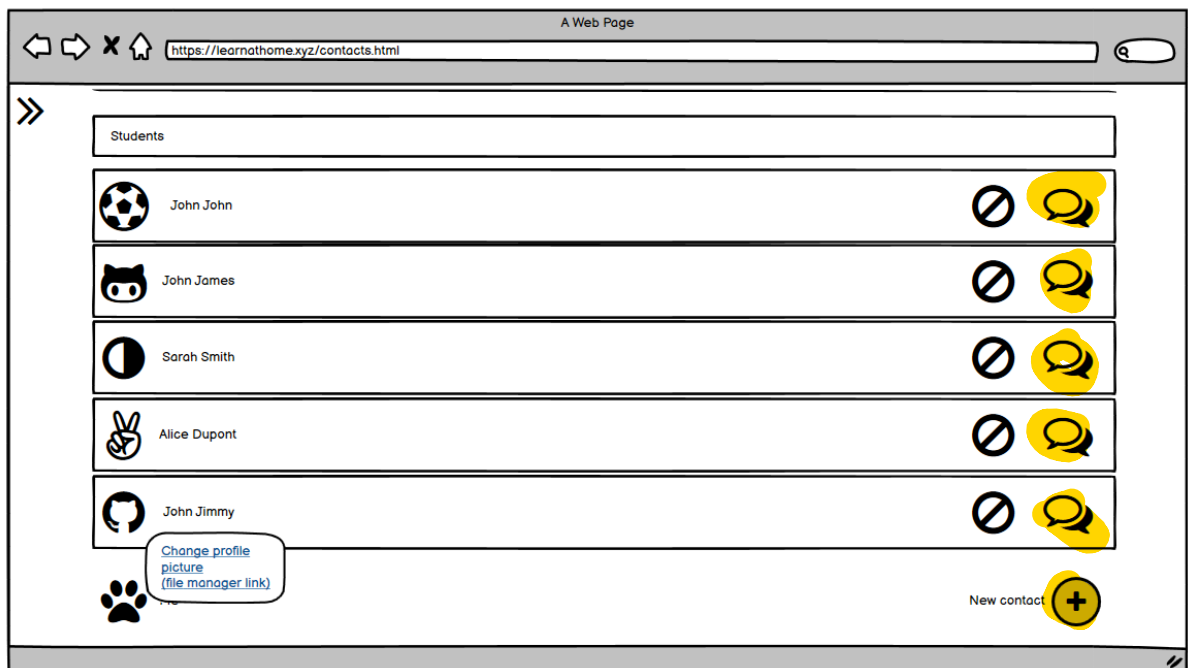 A Web Page
https://learnathome.xyz/contacts.html
Students
John John
John James
Sarah Smith
Alice Dupont
John Jimmy
Change profile
picture
(file manager link)
New contact